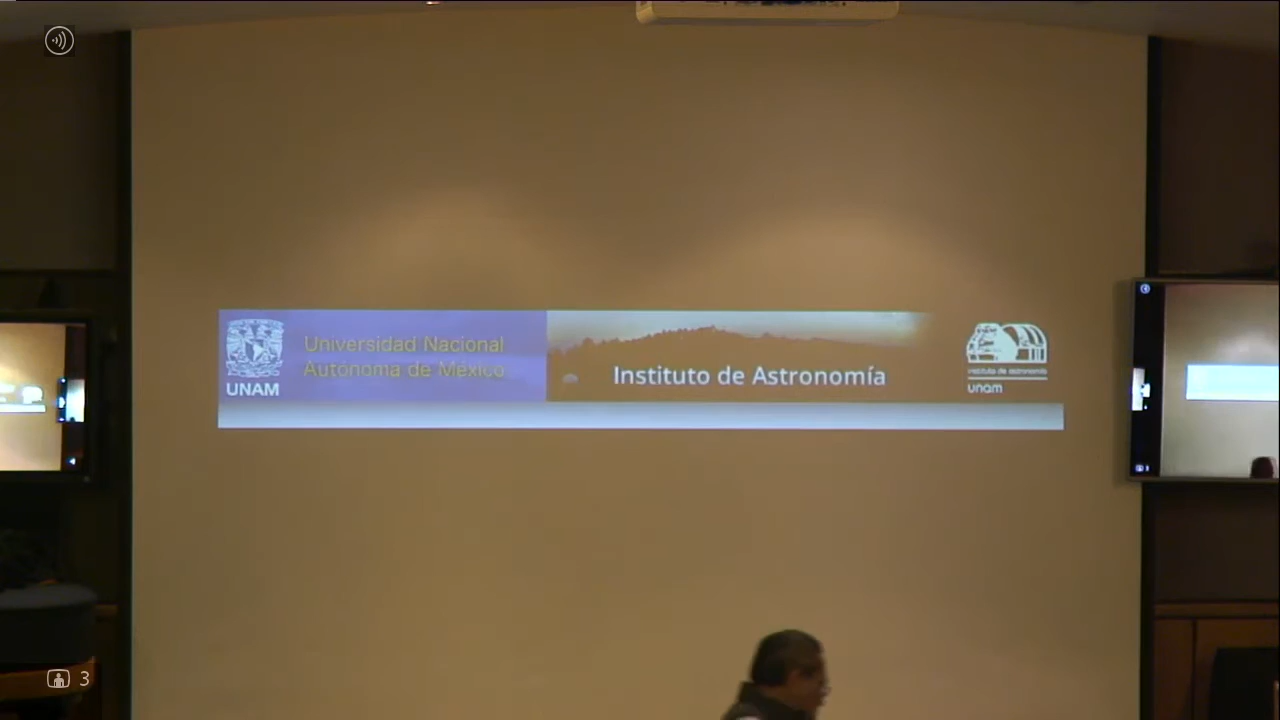 Universidad Nacional
Autónoma de México
UNAM
Instituto de Astronomía
instituto de astronomía
unam
3